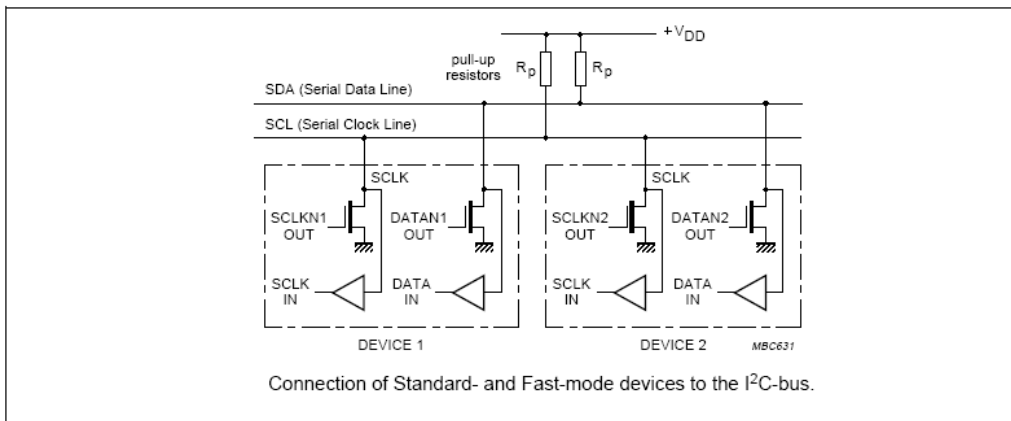 +VDD
pull-up
resistors
Rp
Rp
SDA (Serial Data Line)
SCL (Serial Clock Line)
SCLK
SCLKN1
OUT
DATAN1
OUT
SCLK
IN
DATA
IN
DEVICE 1
SCLK
SCLKN2
OUT
DATAN2
OUT
SCLK
IN
DATA
IN
DEVICE 2
MBC631
Connection of Standard- and Fast-mode devices to the I2C-bus.